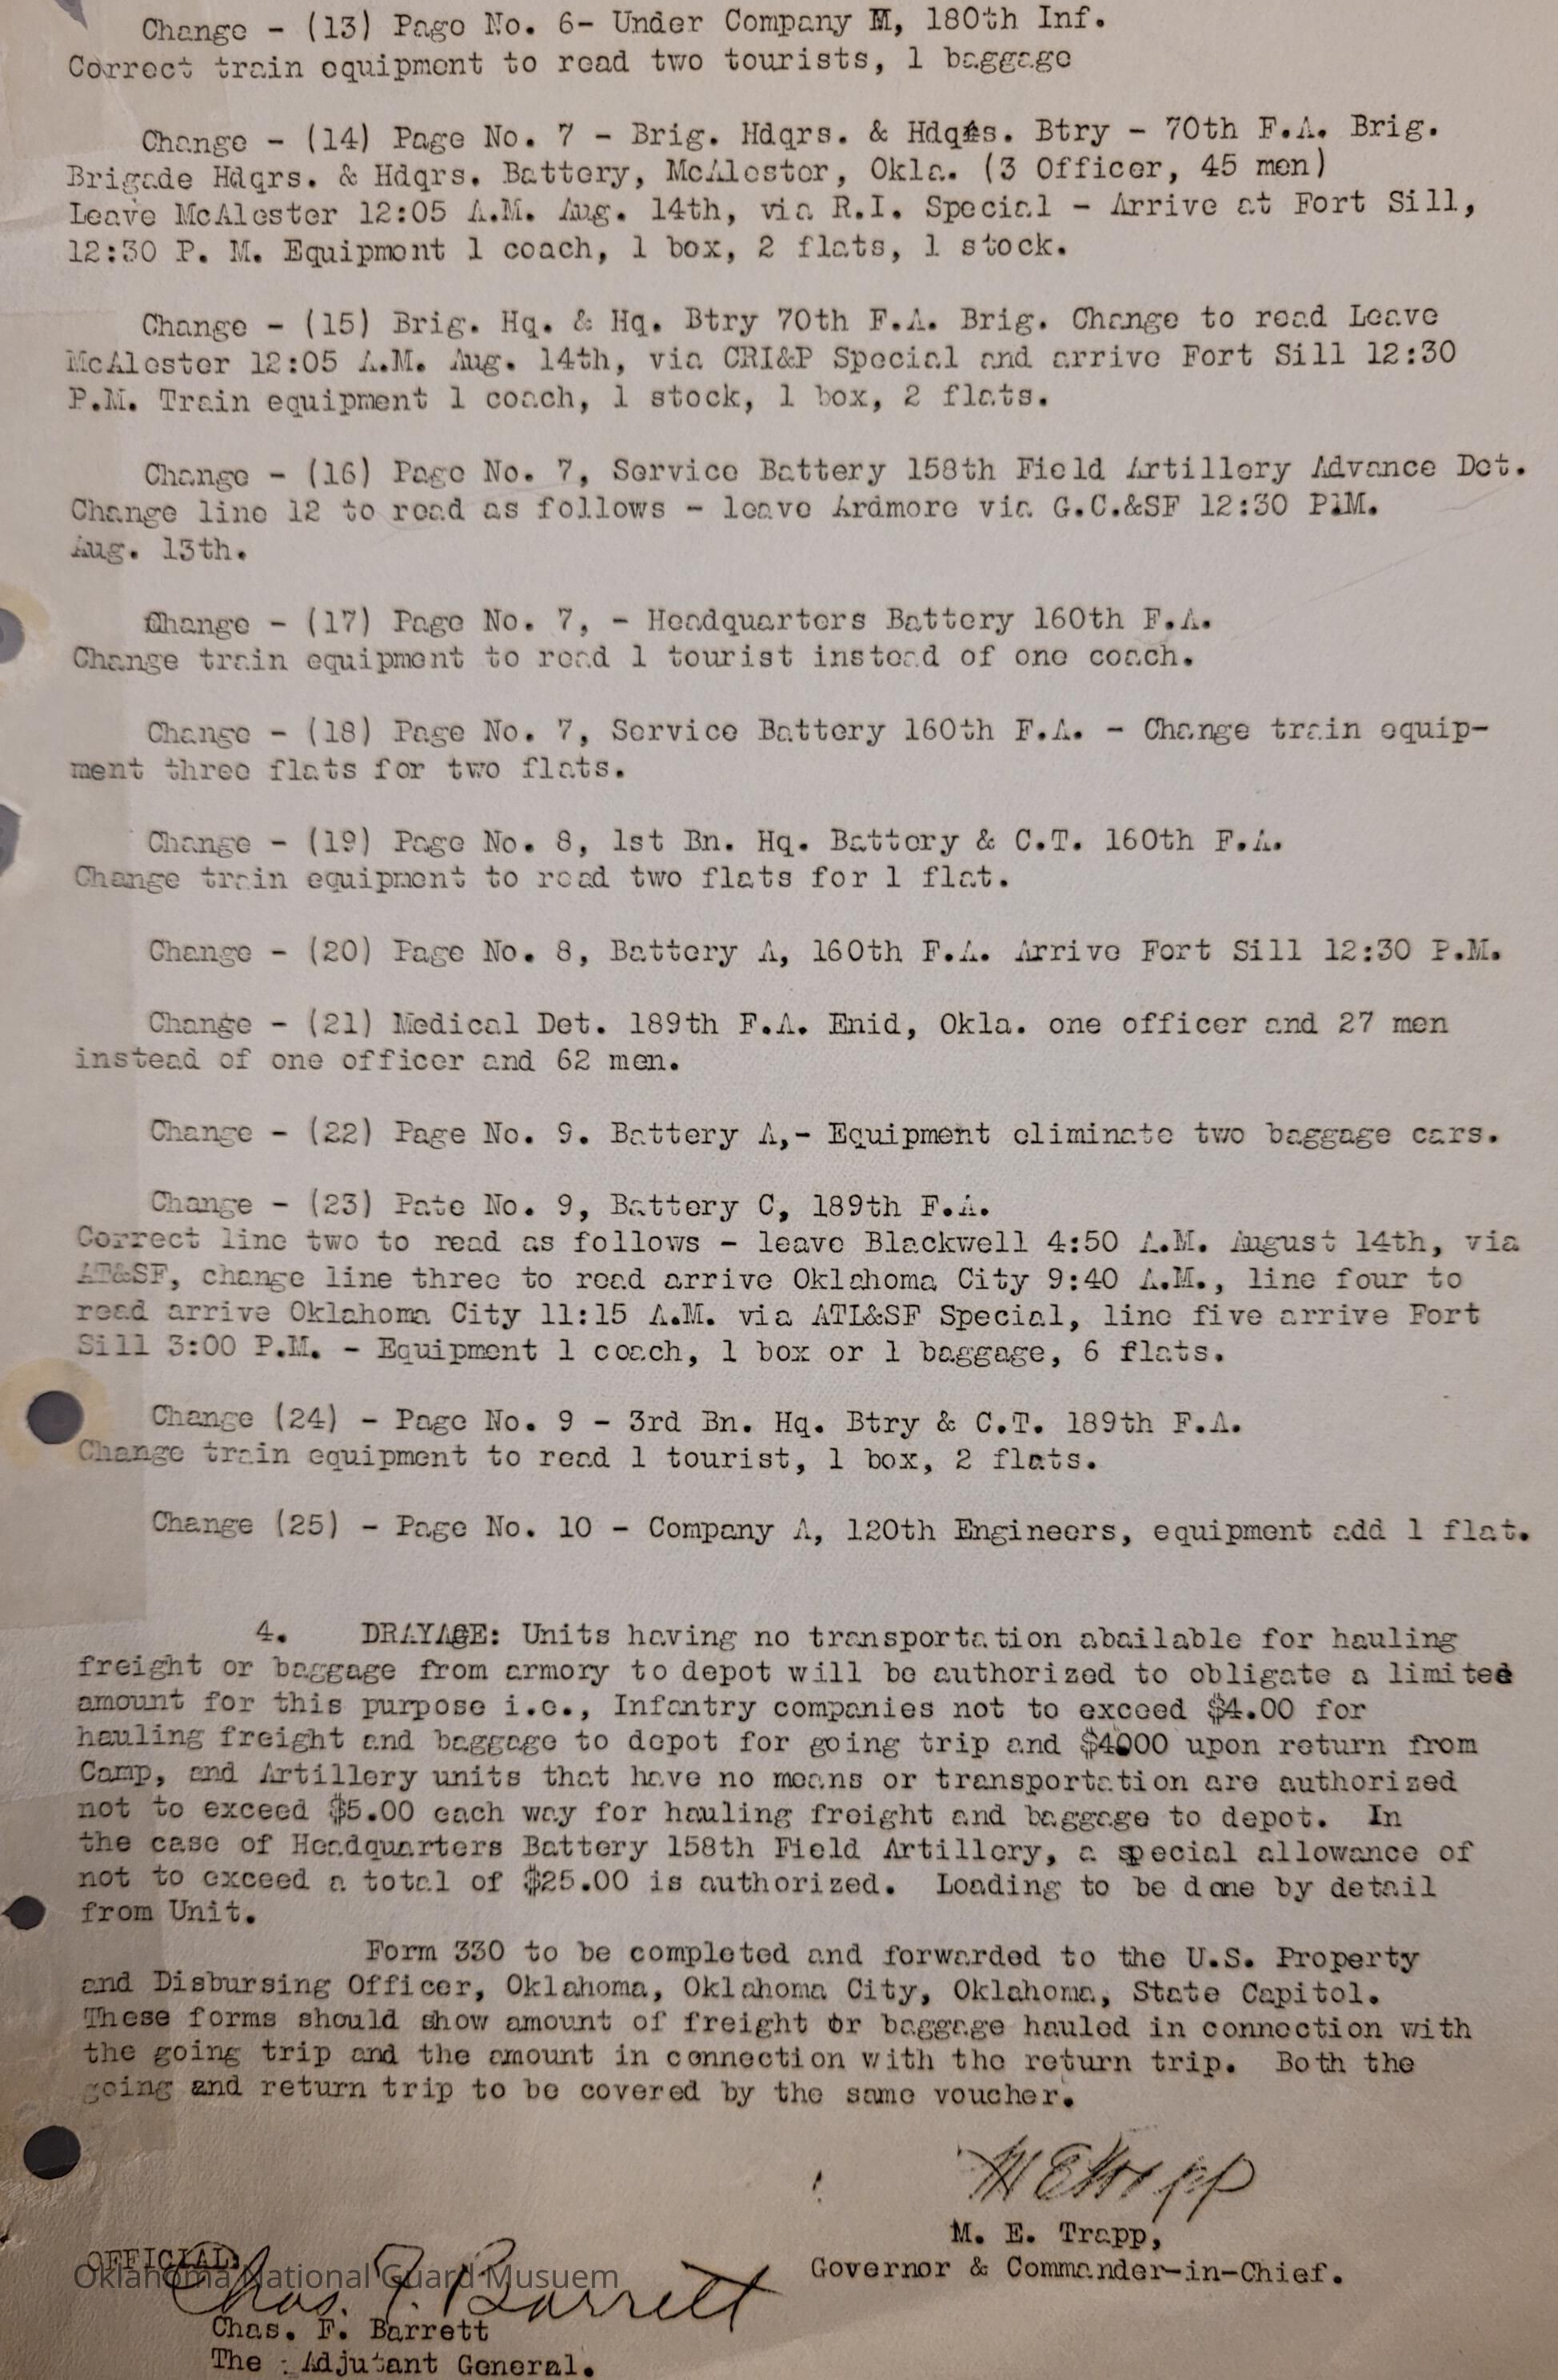 Change - (13) Page No. 6- Under Company M, 180th Inf.
Correct train equipment to read two tourists, 1 baggage
Change - (14) Page No. 7 - Brig. Hdqrs. & Hdqrs. Btry - 70th F.A. Brig.
Brigade Hdqrs. & Hdqrs. Battery, McAlester, Okla. (3 Officer, 45 men)
Leave McAlester 12:05 A.M. Aug. 14th, via R.I. Special - Arrive at Fort Sill,
12:30 P. M. Equipment 1 coach, 1 box, 2 flats, 1 stock.
Change - (15) Brig. Hq. & Hq. Btry 70th F.A. Brig. Change to read Leave
McAlester 12:05 A.M. Aug. 14th, via CRI&P Special and arrive Fort Sill 12:30
P.M. Train equipment 1 coach, 1 stock, 1 box, 2 flats.
Change - (16) Page No. 7, Service Battery 158th Field Artillery Advance Det.
Change line 12 to read as follows - leave Ardmore via G.C.&SF 12:30 P.M.
Aug. 13th.
Change - (17) Page No. 7, - Headquarters Battery 160th F.A.
Change train equipment to read 1 tourist instead of one coach.
Change - (18) Page No. 7, Service Battery 160th F.A. - Change train equip-
ment three flats for two flats.
Change - (19) Page No. 8, 1st Bn. Hq. Battery & C.T. 160th F.A.
Change train equipment to read two flats for 1 flat.
Change - (20) Page No. 8, Battery A, 160th F.A. Arrive Fort Sill 12:30 P.M.
Change - (21) Medical Det. 189th F.A. Enid, Okla. one officer and 27 men
instead of one officer and 62 men.
Change - (22) Page No. 9. Battery A,- Equipment eliminate two baggage cars.
Change - (23) Pate No. 9, Battery C, 189th F.A.
Correct line two to read as follows - leave Blackwell 4:50 A.M. August 14th, via
AT&SF, change line three to read arrive Oklahoma City 9:40 A.M., line four to
read arrive Oklahoma City 11:15 A.M. via ATL&SF Special, line five arrive Fort
Sill 3:00 P.M. - Equipment 1 coach, 1 box or 1 baggage, 6 flats.
Change (24) - Page No. 9 - 3rd Bn. Hq. Btry & C.T. 189th F.A.
Change train equipment to read 1 tourist, 1 box, 2 flats.
Change (25) - Page No. 10 - Company A, 120th Engineers, equipment add 1 flat.
4. DRAYAGE: Units having no transportation abailable for hauling
freight or baggage from armory to depot will be authorized to obligate a limited
amount for this purpose i.e., Infantry companies not to exceed $4.00 for
hauling freight and baggage to depot for going trip and $4000 upon return from
Camp, and Artillery units that have no means or transportation are authorized
not to exceed $5.00 each way for hauling freight and baggage to depot. In
the case of Headquarters Battery 158th Field Artillery, a special allowance of
not to exceed a total of $25.00 is authorized. Loading to be done by detail
from Unit.
Form 330 to be completed and forwarded to the U.S. Property
and Disbursing Officer, Oklahoma, Oklahoma City, Oklahoma, State Capitol.
These forms should show amount of freight or baggage hauled in connection with
the going trip and the amount in connection with the return trip. Both the
going and return trip to be covered by the same voucher.
M E Trapp
M. E. Trapp,
Governor & Commander-in-Chief.
OFFICIAL:
Oklahoma National Guard Musuem
Chas. F. Barrett
Chas. F. Barrett
The Adjutant General.